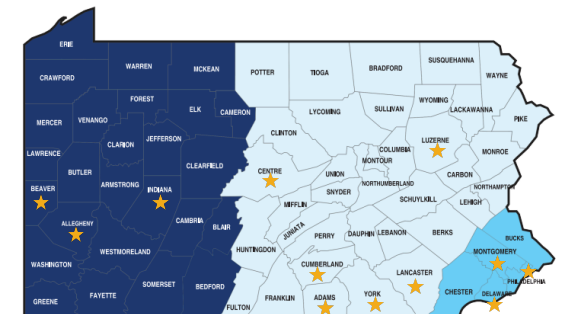 ERIE
WARREN
MCKEAN
POTTER
TIOGA
BRADFORD
SUSQUEHANNA
WAYNE
CRAWFORD
FOREST
ELK
CAMERON
WYOMING
LACKAWANNA
MERCER
VENANGO
LYCOMING
SULLIVAN
PIKE
CLARION
JEFFERSON
CLINTON
LUZERNE
LAWRENCE
COLUMBIA
MONROE
MONTOUR
BUTLER
CLEARFIELD
CENTRE
UNION
CARBON
BEAVER
ARMSTRONG
INDIANA
SNYDER
NORTHUMBERLAND
NORTHAMPTON
SCHUYLKILL
LEHIGH
MIFFLIN
ALLEGHENY
CAMBRIA
BLAIR
JUNIATA
PERRY
DAUPHIN
LEBANON
BERKS
BUCKS
WESTMORELAND
HUNTINGDON
MONTGOMERY
WASHINGTON
CUMBERLAND
LANCASTER
PHILADELPHIA
SOMERSET
BEDFORD
GREENE
FAYETTE
FULTON
FRANKLIN
ADAMS
YORK
CHESTER
DELAWARE